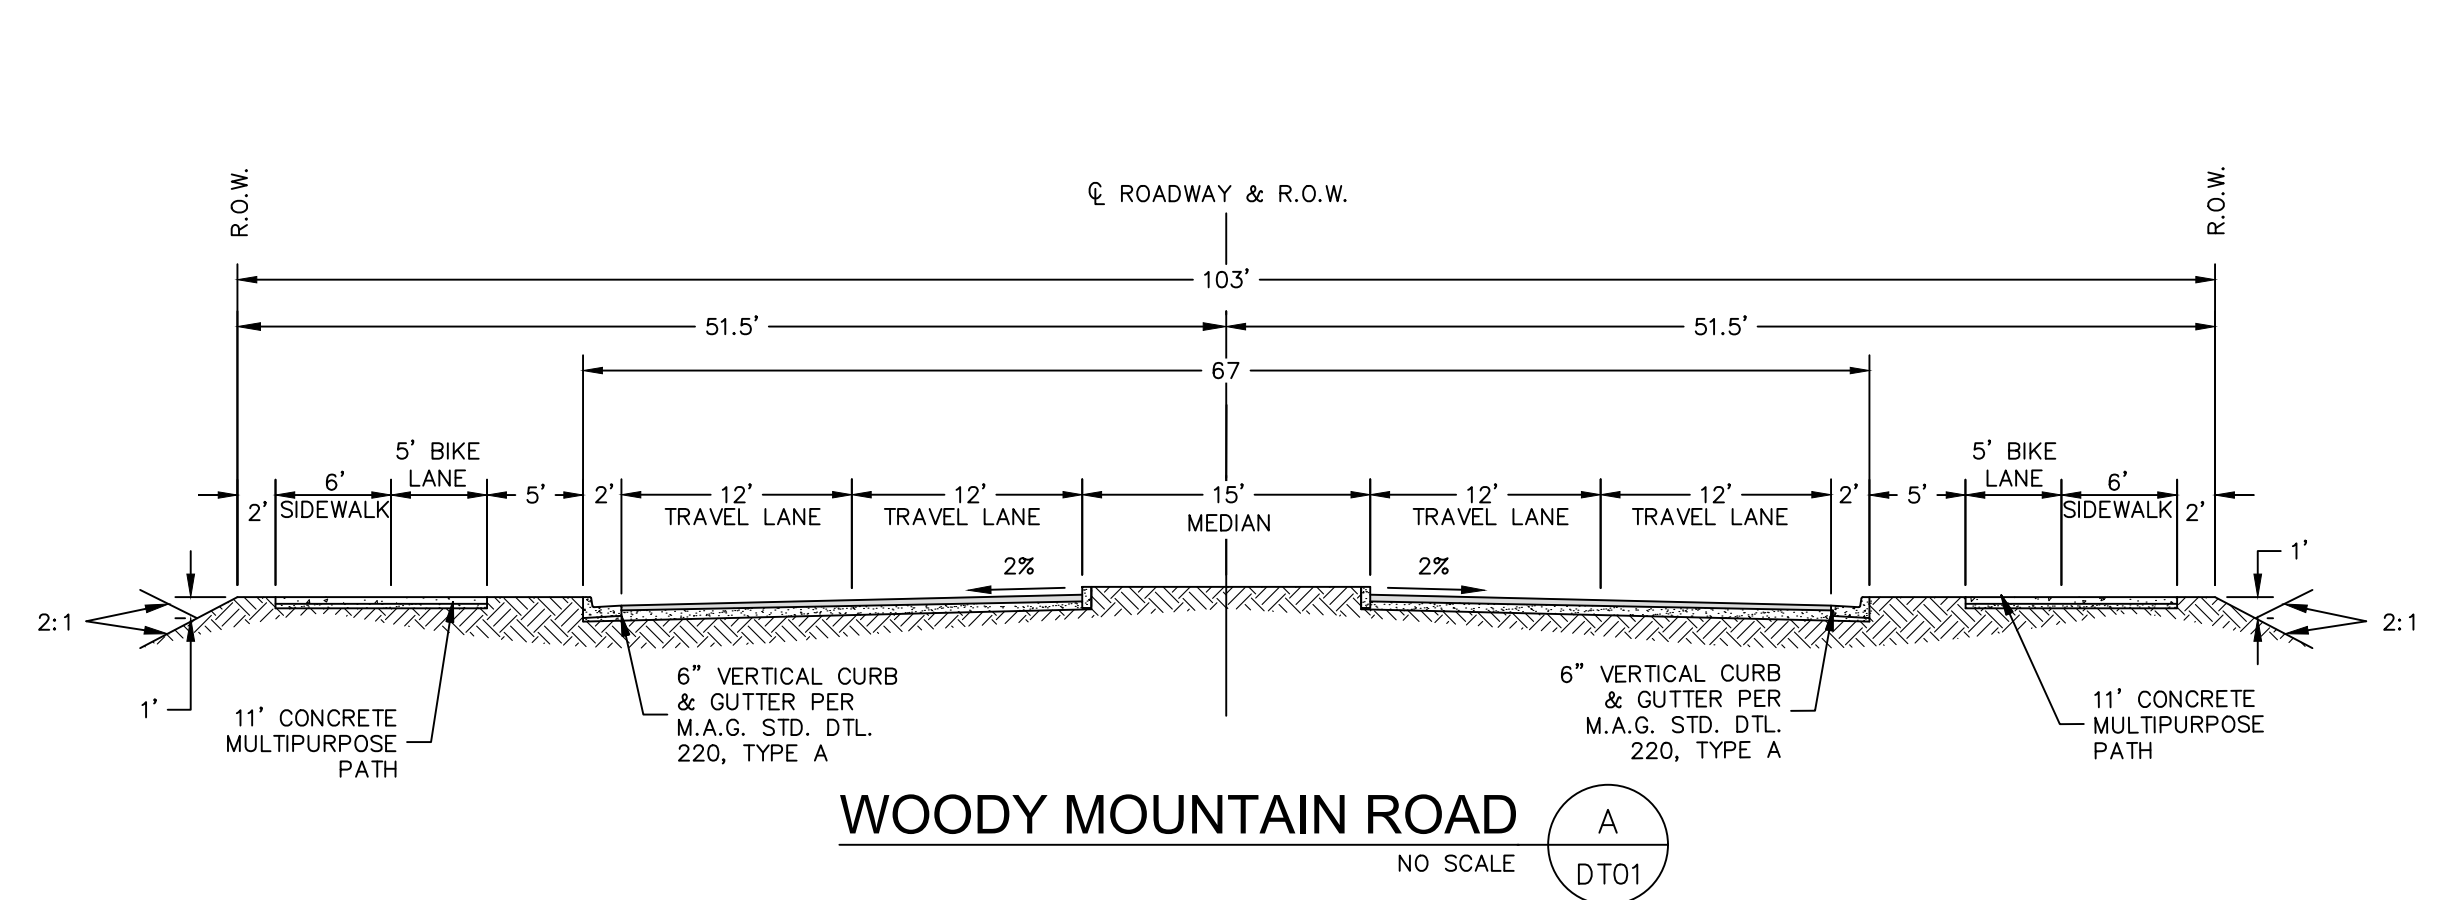 R.O.W.
℄ ROADWAY & R.O.W.
R.O.W.
103'
51.5'
51.5'
67
5' BIKE
LANE
5' BIKE
LANE
2'
6'
SIDEWALK
5'
2'
12'
TRAVEL LANE
12'
TRAVEL LANE
15'
MEDIAN
12'
TRAVEL LANE
12'
TRAVEL LANE
2'
5'
6'
SIDEWALK
2'
2%
2%
1'
2:1
2:1
1'
6" VERTICAL CURB
& GUTTER PER
M.A.G. STD. DTL.
220, TYPE A
6" VERTICAL CURB
& GUTTER PER
M.A.G. STD. DTL.
220, TYPE A
11' CONCRETE
MULTIPURPOSE
PATH
11' CONCRETE
MULTIPURPOSE
PATH
WOODY MOUNTAIN ROAD
NO SCALE
A
DT01